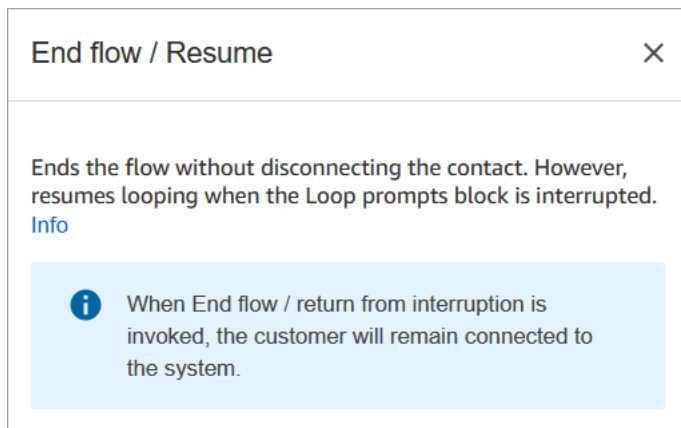 End flow / Resume
Ends the flow without disconnecting the contact. However,
resumes looping when the Loop prompts block is interrupted.
Info
When End flow / return from interruption is
invoked, the customer will remain connected to
the system.